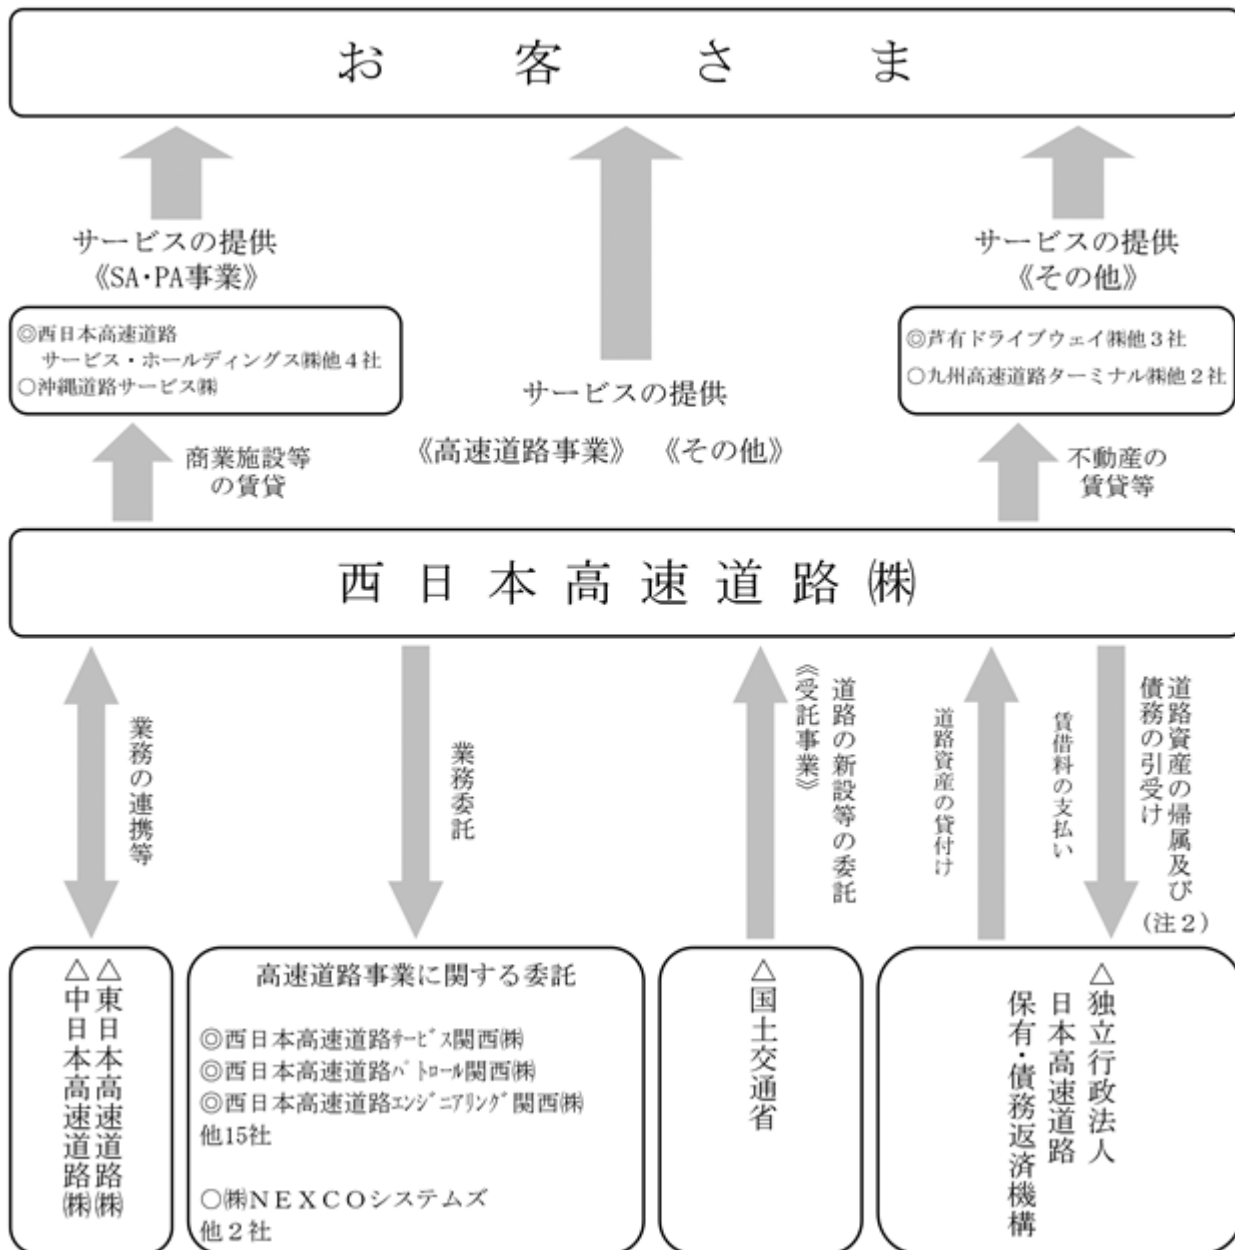 お客さま
サービスの提供
《SA・PA事業》
◎西日本高速道路
サービス・ホールディングス㈱他４社
○沖縄道路サービス㈱
商業施設等
の賃貸
サービスの提供
《高速道路事業》　《その他》
サービスの提供
《その他》
◎芦有ドライブウェイ㈱他３社
○九州高速道路ターミナル㈱他２社
不動産の
賃貸等
西日本高速道路㈱
業務の連携等
業務委託
道路の新設等の委託
《受託事業》
道路資産の貸付け
賃借料の支払い
道路資産の帰属及び
債務の引受け
（注２）
△東日本高速道路㈱
△中日本高速道路㈱
高速道路事業に関する委託
◎西日本高速道路ｻｰﾋﾞｽ関西㈱
◎西日本高速道路ﾊﾟﾄﾛｰﾙ関西㈱
◎西日本高速道路ｴﾝｼﾞﾆｱﾘﾝｸﾞ関西㈱
他15社
○㈱ＮＥＸＣＯシステムズ
他２社
△国土交通省
△独立行政法人
日本高速道路
保有・債務返済機構